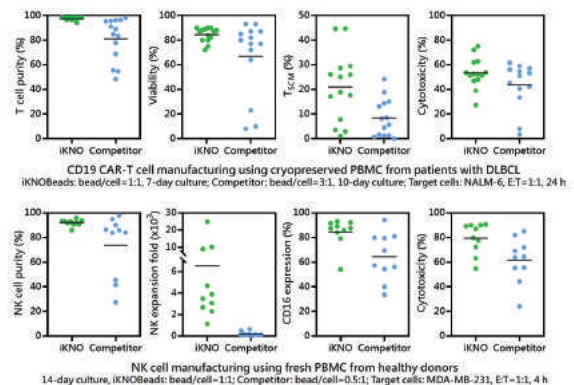 T cell purity (%)
100
80
60
40
20
0
iKNO Competitor
Viability (%)
100
80
60
40
20
0
iKNO Competitor
TSCM (%)
50
40
30
20
10
0
iKNO Competitor
Cytotoxicity (%)
100
80
60
40
20
0
iKNO Competitor
CD19 CAR-T cell manufacturing using cryopreserved PBMC from patients with DLBCL
iKNOBeads: bead/cell=1:1, 7-day culture; Competitor: bead/cell=3:1, 10-day culture; Target cells: NALM-6, E:T=1:1, 24 h
NK cell purity (%)
100
80
60
40
20
0
iKNO Competitor
NK expansion fold (x10²)
30
20
10
6
4
2
0
iKNO Competitor
CD16 expression (%)
100
80
60
40
20
0
iKNO Competitor
Cytotoxicity (%)
100
80
60
40
20
0
iKNO Competitor
NK cell manufacturing using fresh PBMC from healthy donors
14-day culture, iKNOBeads: bead/cell=1:1; Competitor: bead/cell=0.5:1; Target cells: MDA-MB-231, E:T=1:1, 4 h